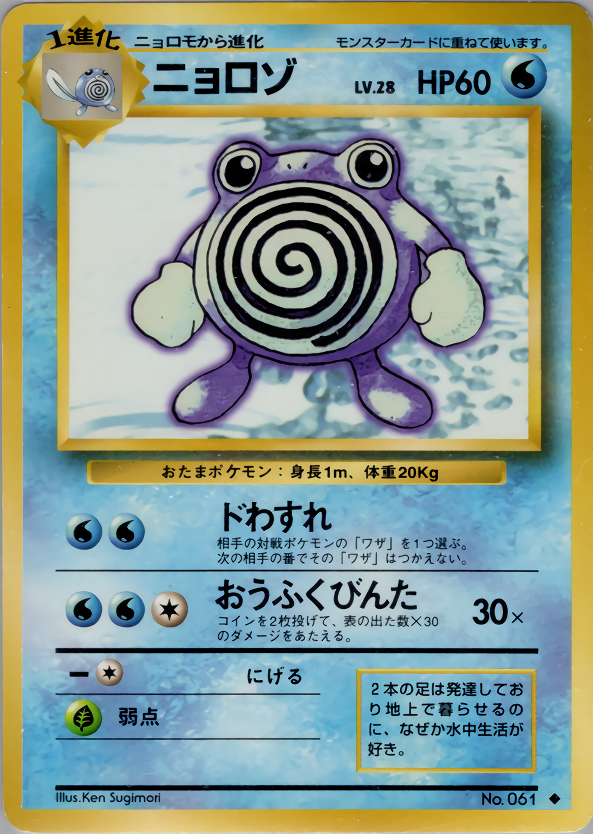 1進化
ニョロモから進化
モンスターカードに重ねて使います。
ニョロゾ
LV.28 HP60
おたまポケモン：身長1m、体重20Kg
ドわすれ
相手の対戦ポケモンの「ワザ」を1つ選ぶ。
次の相手の番でその「ワザ」はつかえない。
おうふくびんた
30×
コインを2枚投げて、表の出た数×30
のダメージをあたえる。
ー
にげる
弱点
2本の足は発達してお
り地上で暮らせるの
に、なぜか水中生活が
好き。
Illus.Ken Sugimori
No.061